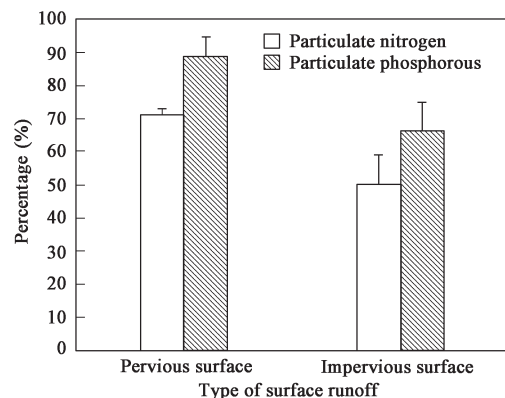 100
90
80
70
60
50
40
30
20
10
0
Percentage (%)
Particulate nitrogen
Particulate phosphorous
Pervious surface
Impervious surface
Type of surface runoff